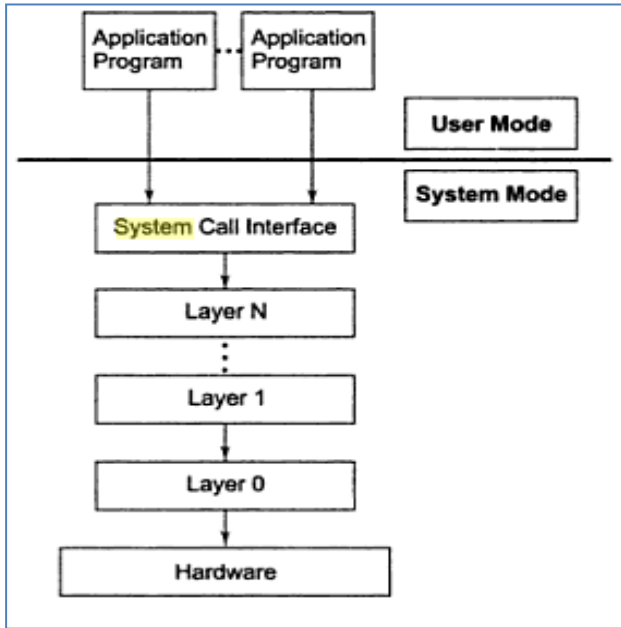 Application
Program
Application
Program
User Mode
System Mode
System Call Interface
Layer N
Layer 1
Layer 0
Hardware